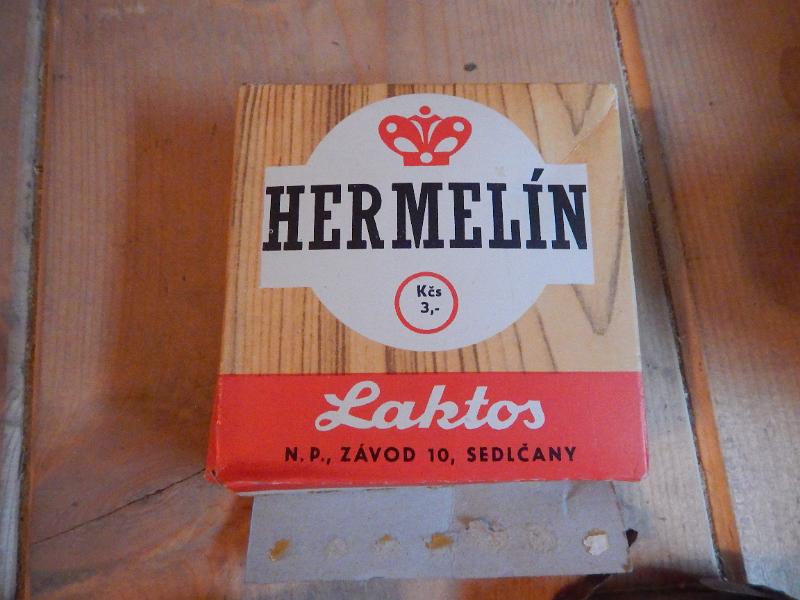 HERMELÍN
Kčs
3,-
Laktos
N. P., ZÁVOD 10, SEDLČANY